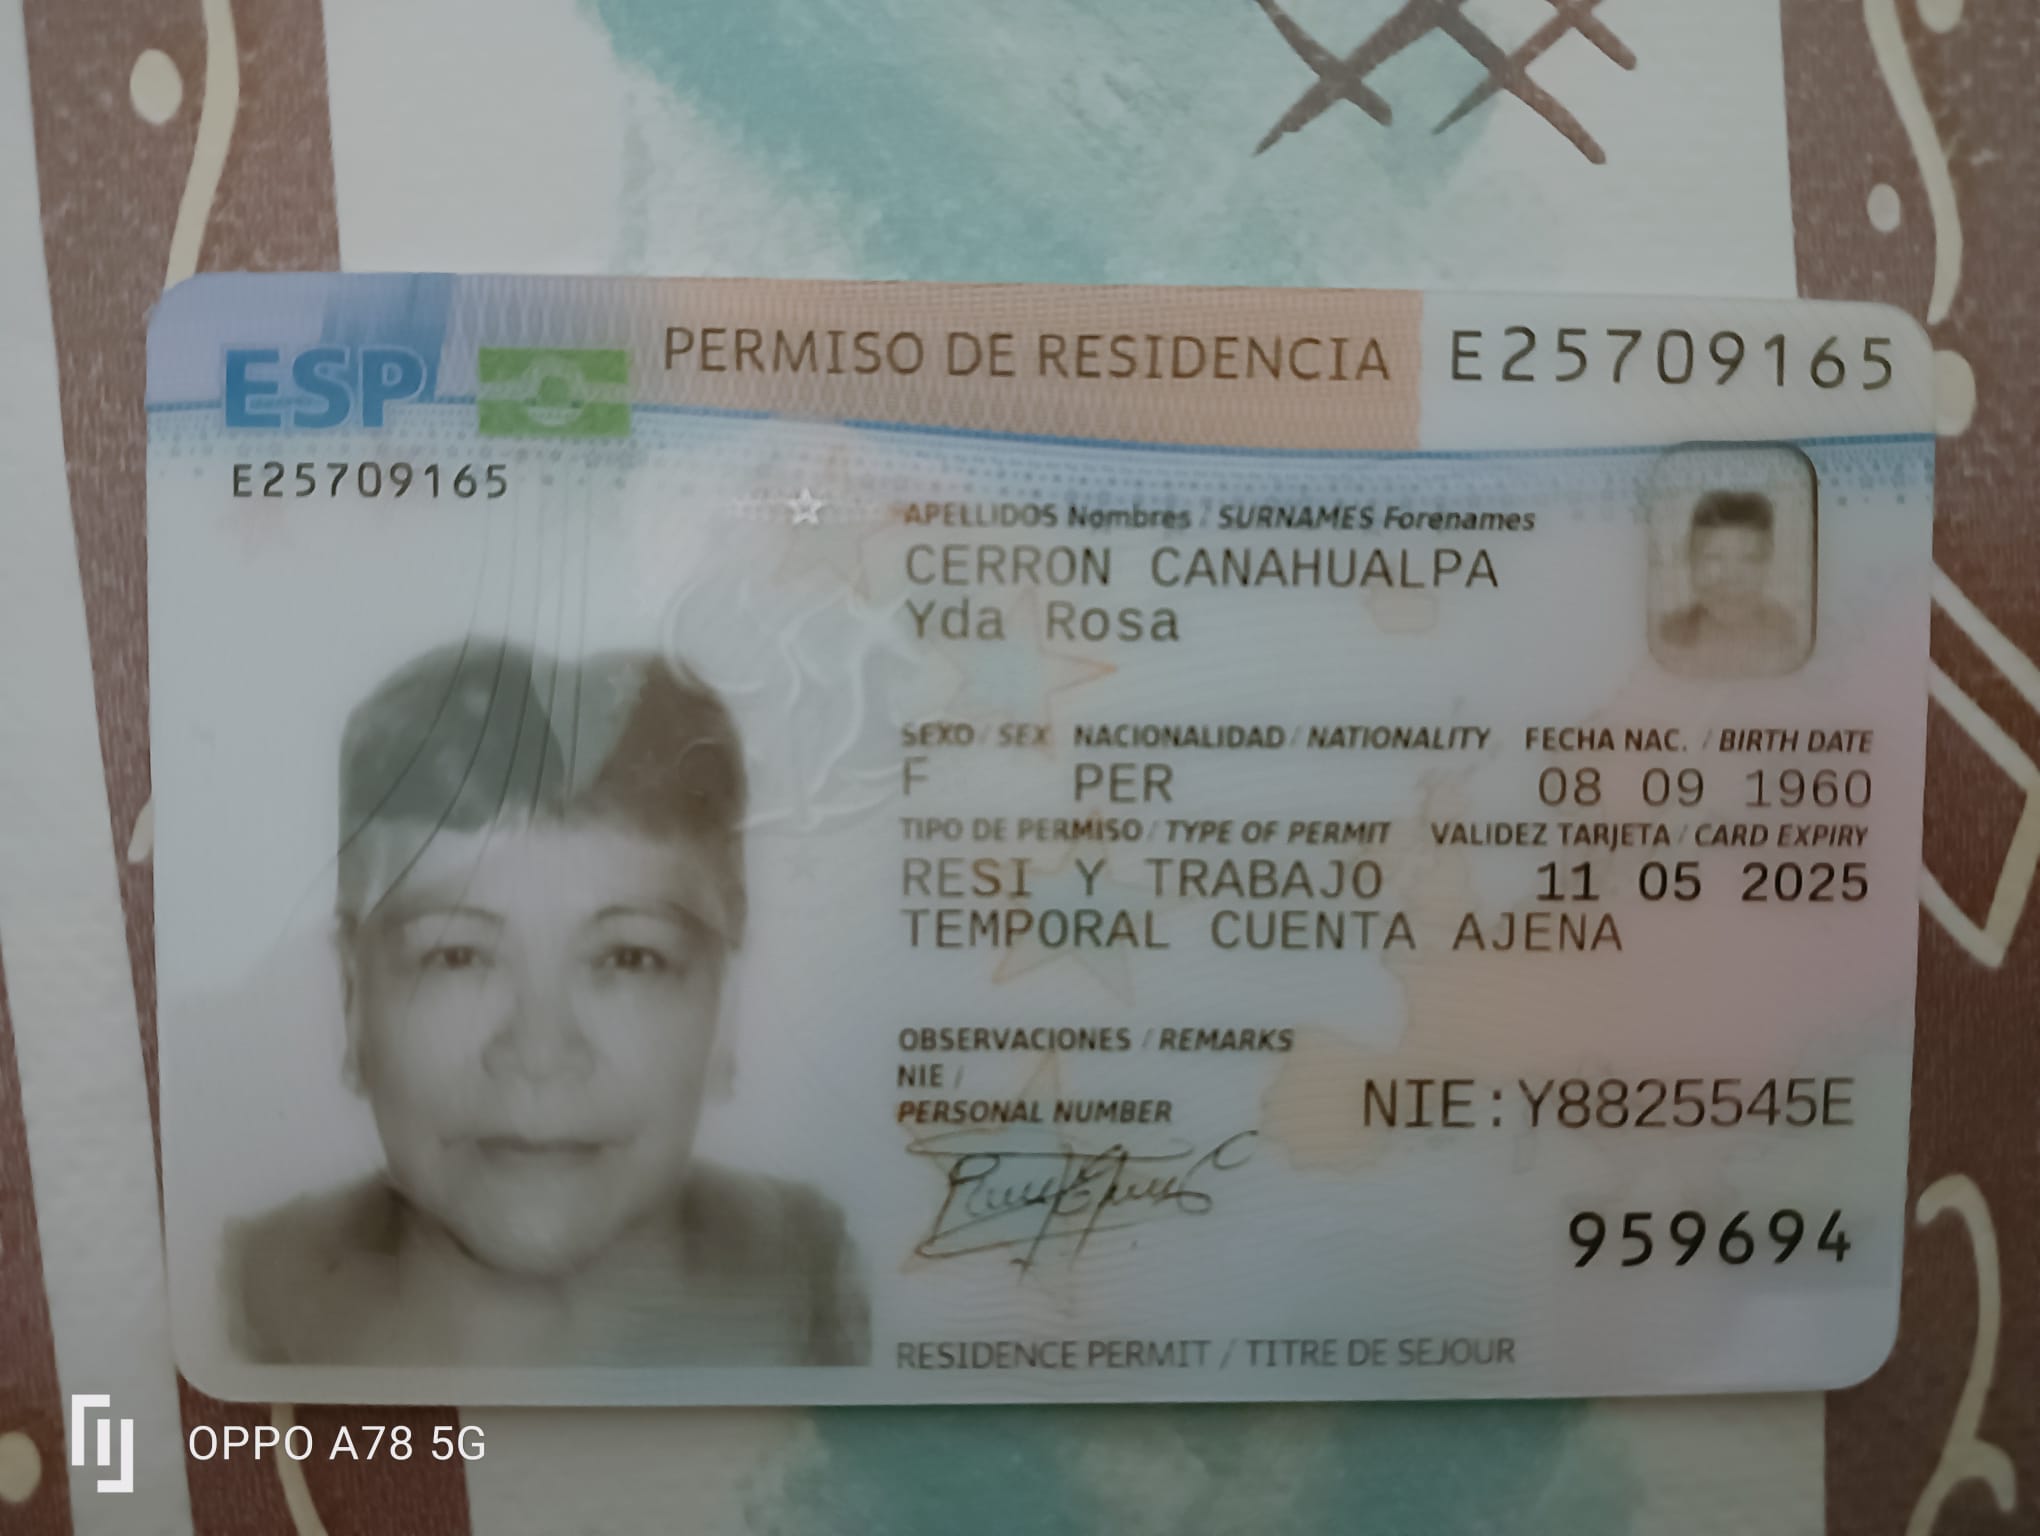 ESP PERMISO DE RESIDENCIA E25709165
E25709165
APELLIDOS Nombres / SURNAMES Forenames
CERRON CANAHUALPA
Yda Rosa
SEXO / SEX NACIONALIDAD / NATIONALITY FECHA NAC. / BIRTH DATE
F PER 08 09 1960
TIPO DE PERMISO / TYPE OF PERMIT VALIDEZ TARJETA / CARD EXPIRY
RESI Y TRABAJO 11 05 2025
TEMPORAL CUENTA AJENA
OBSERVACIONES / REMARKS
NIE /
PERSONAL NUMBER NIE:Y8825545E
959694
RESIDENCE PERMIT / TITRE DE SEJOUR
OPPO A78 5G